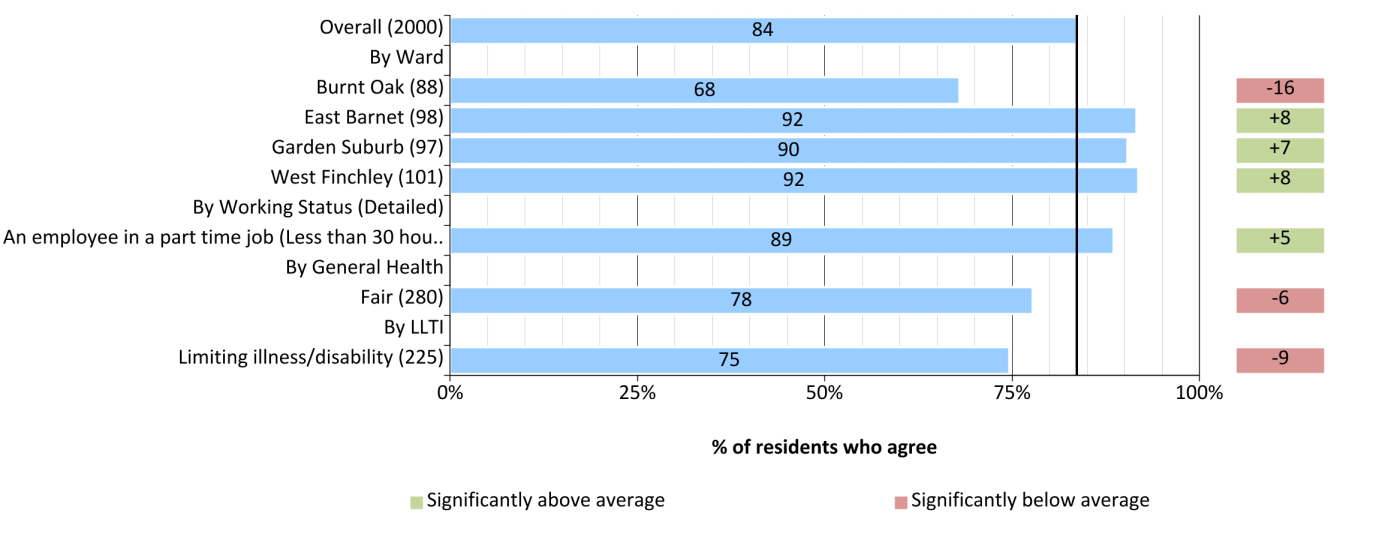 Overall (2000) 84
By Ward
Burnt Oak (88) 68 -16
East Barnet (98) 92 +8
Garden Suburb (97) 90 +7
West Finchley (101) 92 +8
By Working Status (Detailed)
An employee in a part time job (Less than 30 hou.. 89 +5
By General Health
Fair (280) 78 -6
By LLTI
Limiting illness/disability (225) 75 -9
0% 25% 50% 75% 100%
% of residents who agree
Significantly above average Significantly below average